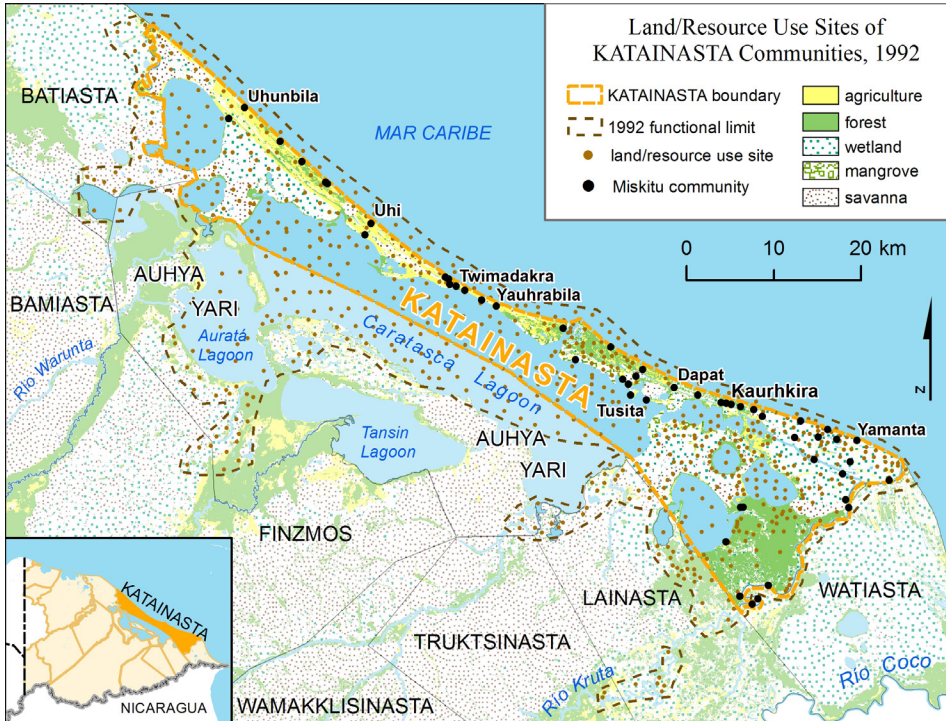 Land/Resource Use Sites of
KATAINASTA Communities, 1992
KATAINASTA boundary
1992 functional limit
land/resource use site
Miskitu community
agriculture
forest
wetland
mangrove
savanna
0 10 20 km
z
BATIASTA
Uhunbila
MAR CARIBE
Uhi
AUHYA
YARI
BAMIASTA
Auratá
Lagoon
Río Warunta
Twimadakra
Yauhrabila
KATAINASTA
Caratasca Lagoon
Dapat
Kaurhkira
Tusita
Yamanta
Tansin
Lagoon
AUHYA
YARI
FINZMOS
LAINASTA
WATIASTA
TRUKTSINASTA
Río Kruta
Río Coco
WAMAKKLISINASTA
KATAINASTA
NICARAGUA